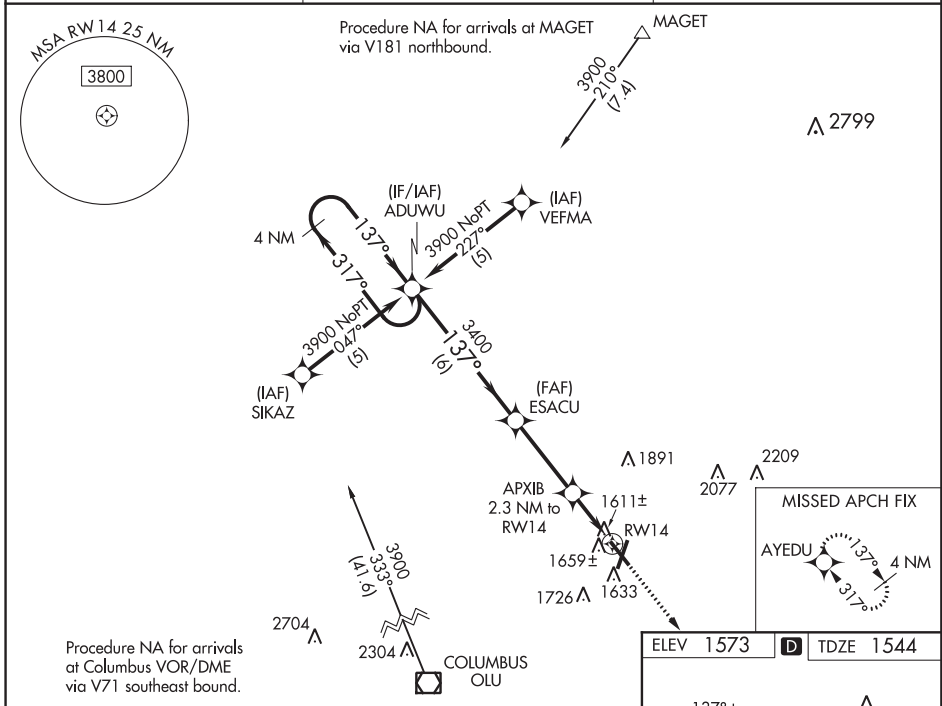 MSA RW14 25 NM
3800
Procedure NA for arrivals at MAGET
via V181 northbound.
MAGET
3900
210°
(7.4)
2799
(IF/IAF)
ADUWU
(IAF)
VEFMA
3900 NoPT
227°
(5)
4 NM
137°
317°
3900 NoPT
047°
(5)
(IAF)
SIKAZ
3400
137°
(6)
(FAF)
ESACU
APXIB
2.3 NM to
RW14
1611±
RW14
1659±
1633
1726
1891
2077
2209
MISSED APCH FIX
AYEDU
137°
4 NM
317°
3900
333°
(41.6)
2704
2304
COLUMBUS
OLU
Procedure NA for arrivals
at Columbus VOR/DME
via V71 southeast bound.
ELEV 1573
D
TDZE 1544